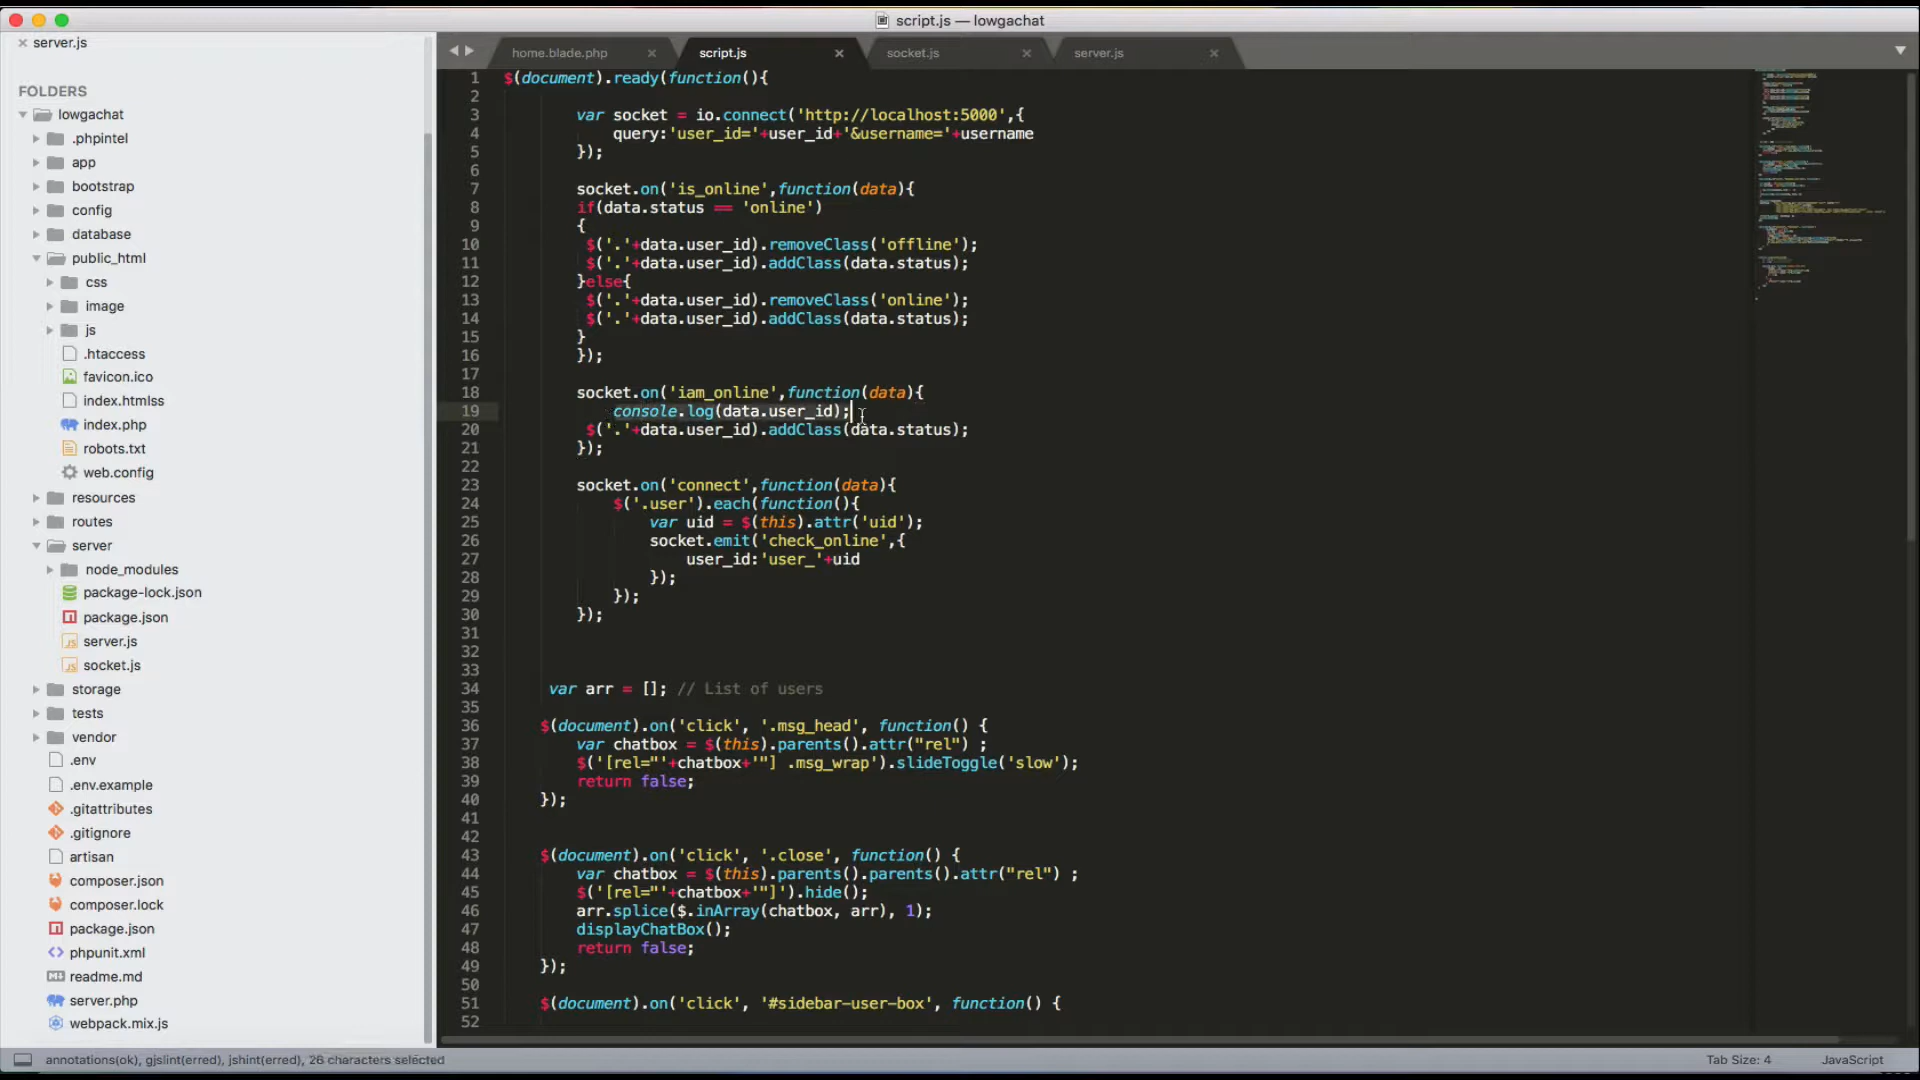 script.js — lowgachat
server.js
FOLDERS
lowgachat
.phpintel
app
bootstrap
config
database
public_html
css
image
js
.htaccess
favicon.ico
index.htmlss
index.php
robots.txt
web.config
resources
routes
server
node_modules
package-lock.json
package.json
server.js
socket.js
storage
tests
vendor
.env
.env.example
.gitattributes
.gitignore
artisan
composer.json
composer.lock
package.json
phpunit.xml
readme.md
server.php
webpack.mix.js
home.blade.php script.js socket.js server.js
1 $(document).ready(function(){
2
3 var socket = io.connect('http://localhost:5000',{
4 query:'user_id='+user_id+'&username='+username
5 });
6
7 socket.on('is_online',function(data){
8 if(data.status == 'online')
9 {
10 $('.'+data.user_id).removeClass('offline');
11 $('.'+data.user_id).addClass(data.status);
12 }else{
13 $('.'+data.user_id).removeClass('online');
14 $('.'+data.user_id).addClass(data.status);
15 }
16 });
17
18 socket.on('iam_online',function(data){
19 console.log(data.user_id);
20 $('.'+data.user_id).addClass(data.status);
21 });
22
23 socket.on('connect',function(data){
24 $('.user').each(function(){
25 var uid = $(this).attr('uid');
26 socket.emit('check_online',{
27 user_id:'user_'+uid
28 });
29 });
30 });
31
32
33
34 var arr = []; // List of users
35
36 $(document).on('click', '.msg_head', function() {
37 var chatbox = $(this).parents().attr("rel") ;
38 $('[rel="'+chatbox+'"] .msg_wrap').slideToggle('slow');
39 return false;
40 });
41
42
43 $(document).on('click', '.close', function() {
44 var chatbox = $(this).parents().parents().attr("rel") ;
45 $('[rel="'+chatbox+'"]').hide();
46 arr.splice($.inArray(chatbox, arr), 1);
47 displayChatBox();
48 return false;
49 });
50
51 $(document).on('click', '#sidebar-user-box', function() {
52
annotations(ok), gjslint(erred), jshint(erred), 26 characters selected
Tab Size: 4 JavaScript